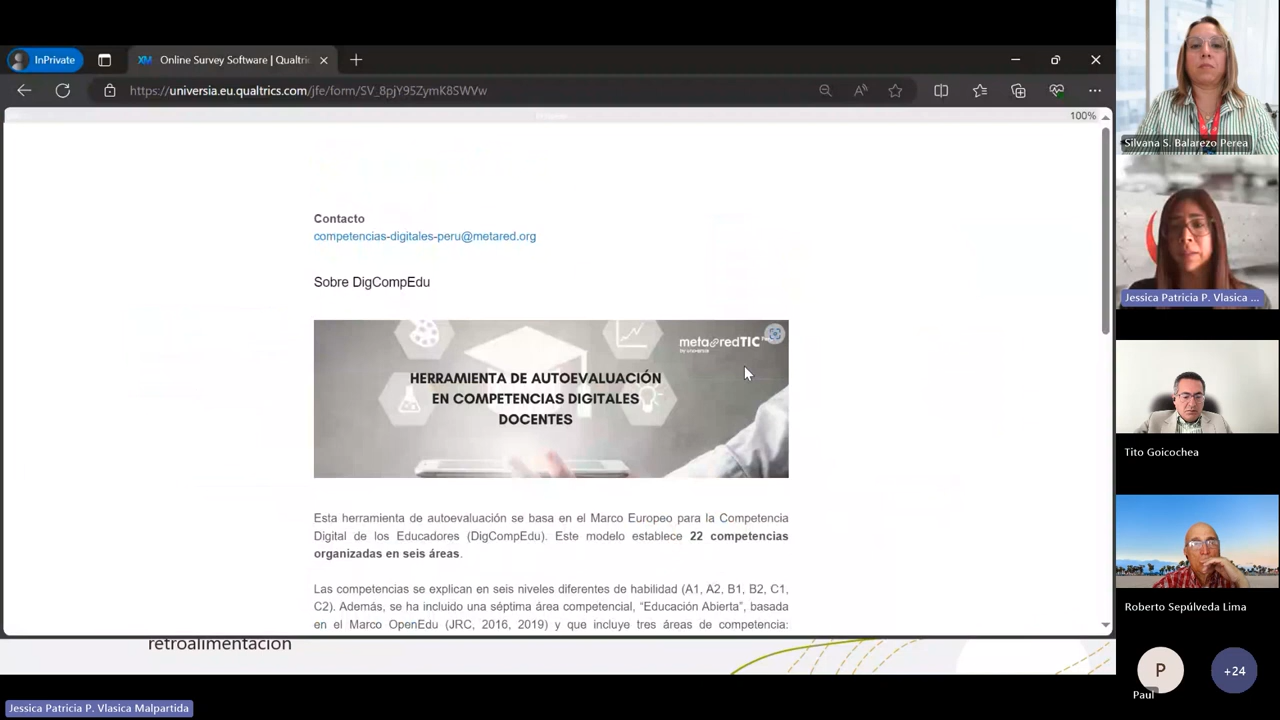 InPrivate
Online Survey Software | Qualtri
https://universia.eu.qualtrics.com/jfe/form/SV_8pjY95ZymK8SWVw
100%
Contacto
competencias-digitales-peru@metared.org
Sobre DigCompEdu
metaredTIC
HERRAMIENTA DE AUTOEVALUACIÓN
EN COMPETENCIAS DIGITALES
DOCENTES
Esta herramienta de autoevaluación se basa en el Marco Europeo para la Competencia
Digital de los Educadores (DigCompEdu). Este modelo establece 22 competencias
organizadas en seis áreas.
Las competencias se explican en seis niveles diferentes de habilidad (A1, A2, B1, B2, C1,
C2). Además, se ha incluido una séptima área competencial, “Educación Abierta”, basada
en el Marco OpenEdu (JRC, 2016, 2019) y que incluye tres áreas de competencia:
retroalimentación
Jessica Patricia P. Vlasica Malpartida
Silvana S. Balarezo Perea
Jessica Patricia P. Vlasica ...
Tito Goicochea
Roberto Sepúlveda Lima
P
Paul
+24